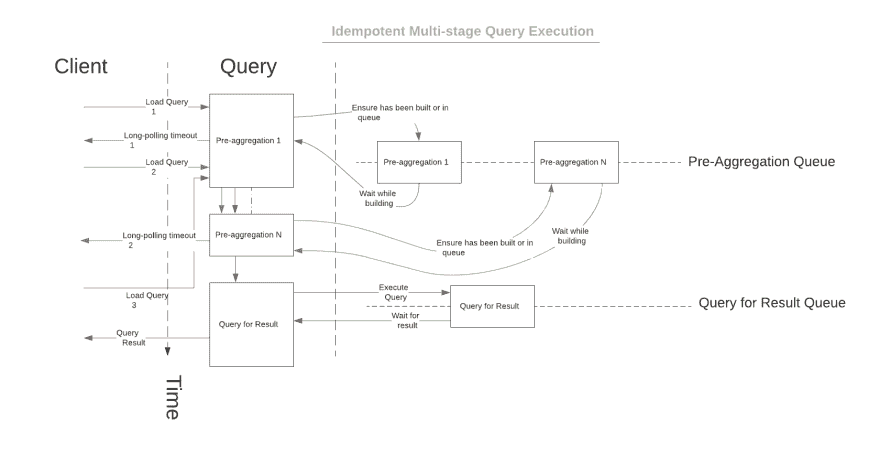 Idempotent Multi-stage Query Execution
Client
Query
Load Query
1
Ensure has been built or in
queue
Long-polling timeout
1
Pre-aggregation 1
Pre-aggregation 1
Pre-aggregation N
Pre-Aggregation Queue
Load Query
2
Wait while
building
Long-polling timeout
2
Pre-aggregation N
Ensure has been built or in
queue
Wait while
building
Load Query
3
Execute
Query
Query for Result
Query for Result Queue
Wait for
result
Query for Result
Query
Result
Time